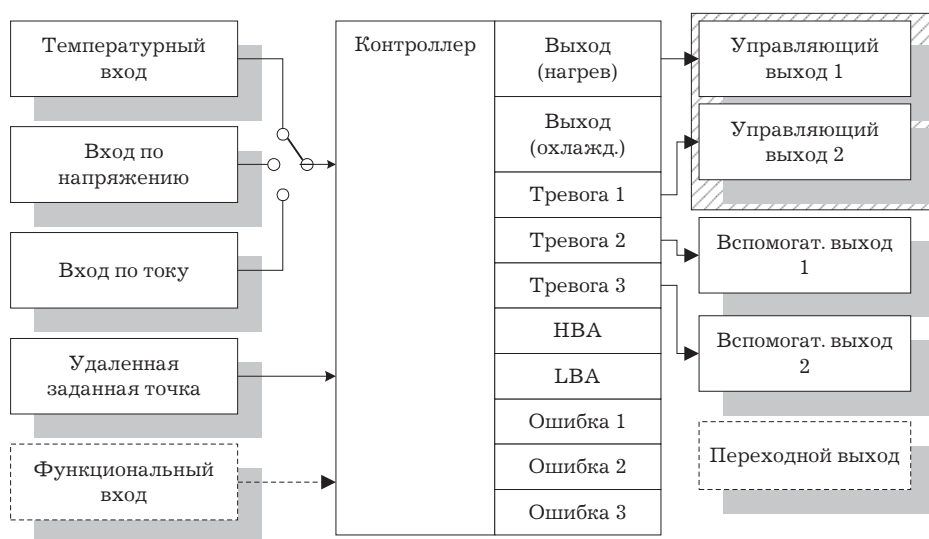 Температурный
вход
Вход по
напряжению
Вход по току
Удаленная
заданная точка
Функциональный
вход
Контроллер
Выход
(нагрев)
Выход
(охлажд.)
Тревога 1
Тревога 2
Тревога 3
HBA
LBA
Ошибка 1
Ошибка 2
Ошибка 3
Управляющий
выход 1
Управляющий
выход 2
Вспомогат. выход
1
Вспомогат. выход
2
Переходной выход